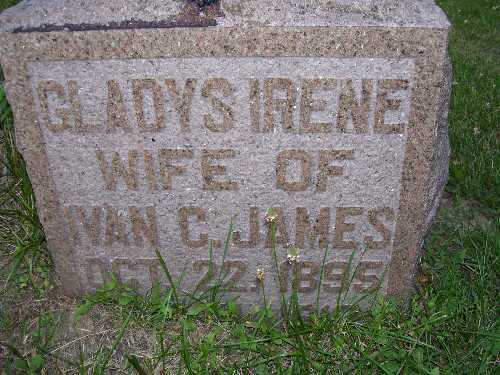 GLADYS IRENE
WIFE OF
IVAN C. JAMES
OCT. 22. 1895